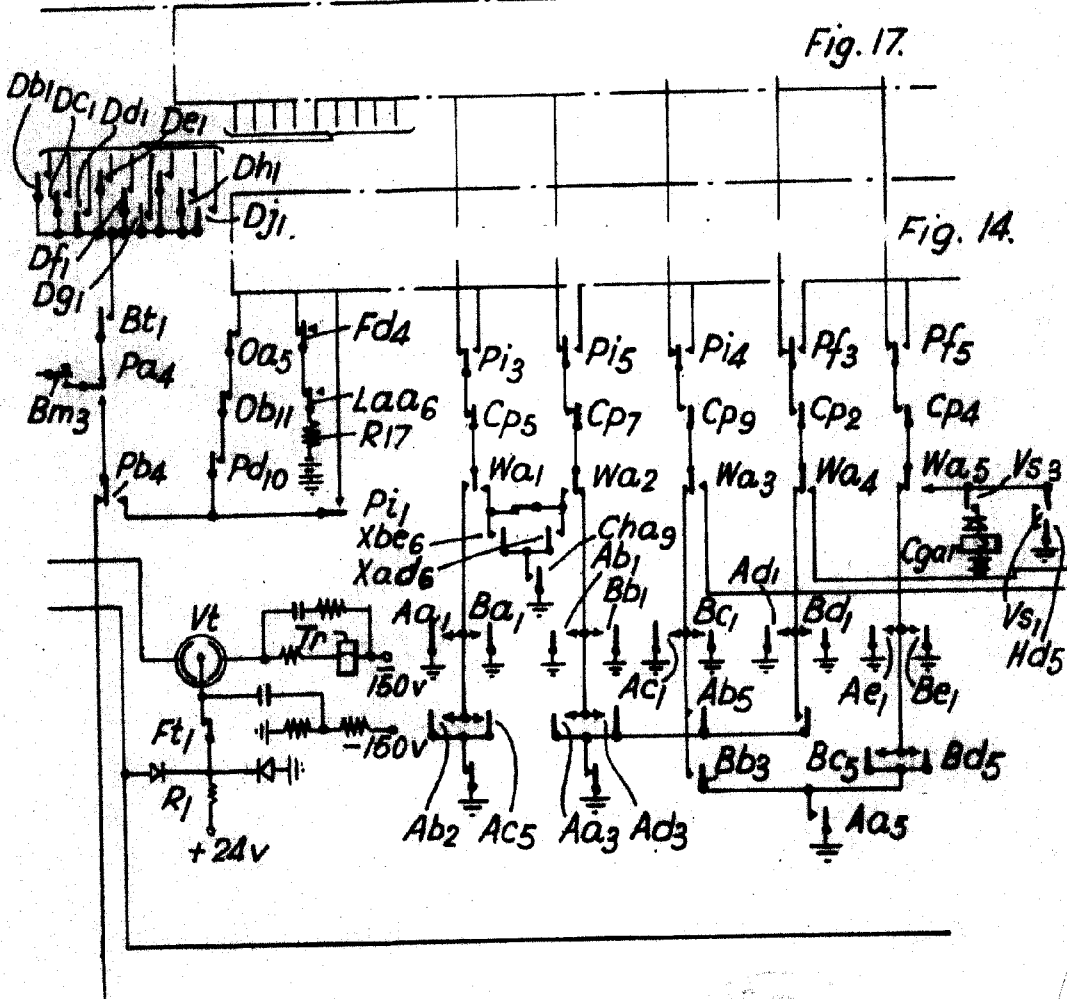 Fig. 17.
Db1 Dc1 Dd1 De1
Dh1
Dj1
Df1
Dg1
Fig. 14.
Bt1
Pa4
Bm3
Oa5
Fd4
Ob11
Laa6
R17
Pb4
Pd10
Pi1
Pi3
Pi5
Pi4
Pf3
Pf5
Cp5
Cp7
Cp9
Cp2
Cp4
Wa1
Wa2
Wa3
Wa4
Wa5
Vs3
Xbe6
Xad6
Cha9
Cga1
Vs1
Hd5
Vt
Tr
150v
-150v
Ft1
R1
+24v
Aa1
Ba1
Ab1
Bb1
Ac1
Bc1
Ad1
Bd1
Ae1
Be1
Ab5
Bb3
Bc5
Bd5
Ab2
Ac5
Aa3
Ad3
Aa5